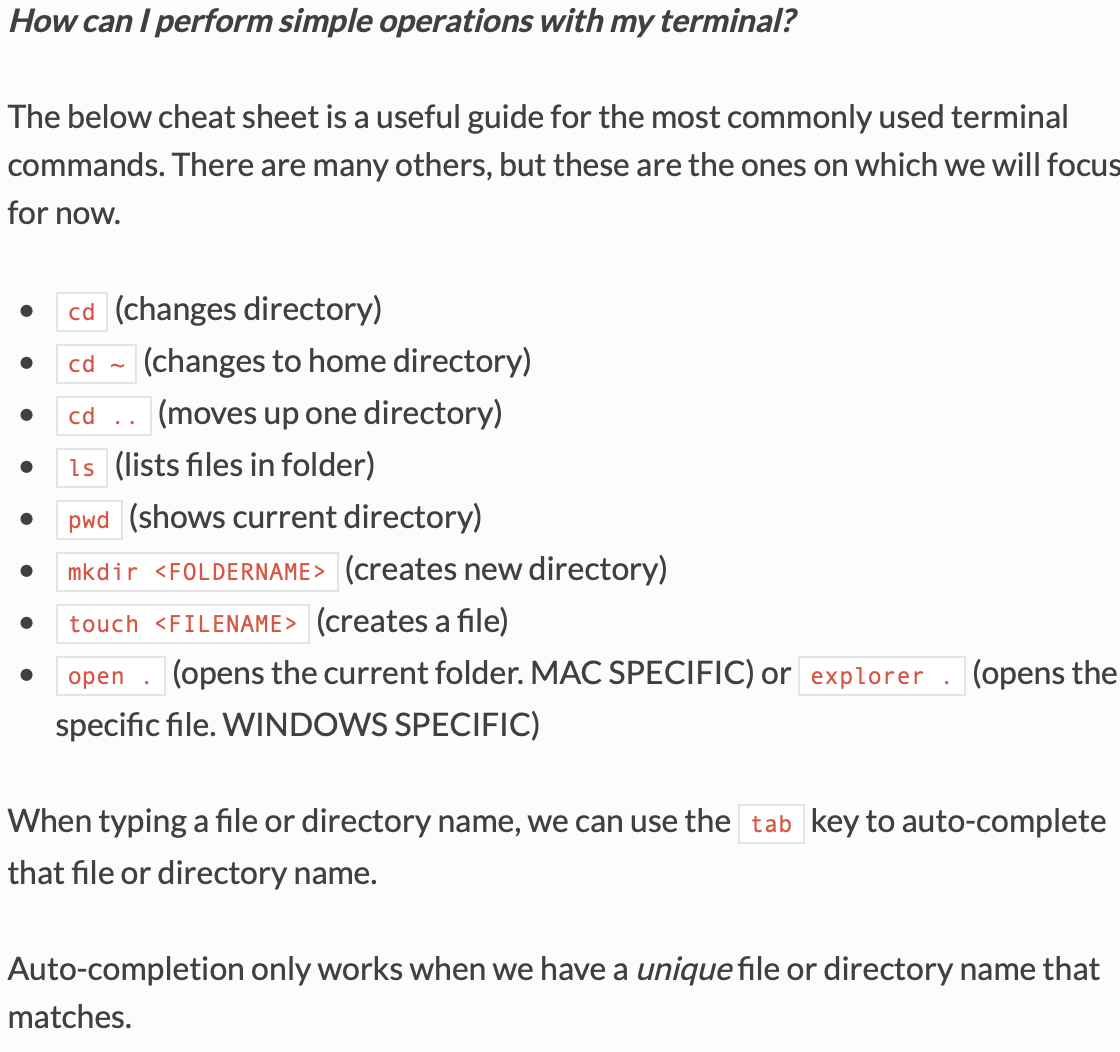 How can I perform simple operations with my terminal?
The below cheat sheet is a useful guide for the most commonly used terminal
commands. There are many others, but these are the ones on which we will focus
for now.
• cd (changes directory)
• cd ~ (changes to home directory)
• cd .. (moves up one directory)
• ls (lists files in folder)
• pwd (shows current directory)
• mkdir <FOLDERNAME> (creates new directory)
• touch <FILENAME> (creates a file)
• open . (opens the current folder. MAC SPECIFIC) or explorer . (opens the
specific file. WINDOWS SPECIFIC)
When typing a file or directory name, we can use the tab key to auto-complete
that file or directory name.
Auto-completion only works when we have a unique file or directory name that
matches.